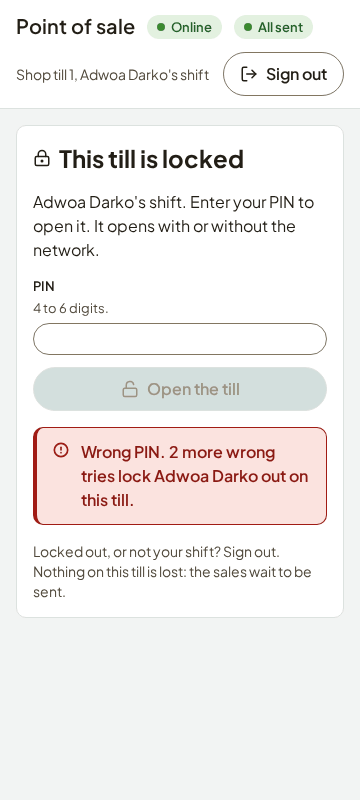 Point of sale
Online
All sent
Shop till 1, Adwoa Darko's shift
Sign out
This till is locked
Adwoa Darko's shift. Enter your PIN to
open it. It opens with or without the
network.
PIN
4 to 6 digits.
Open the till
Wrong PIN. 2 more wrong
tries lock Adwoa Darko out on
this till.
Locked out, or not your shift? Sign out.
Nothing on this till is lost: the sales wait to be
sent.